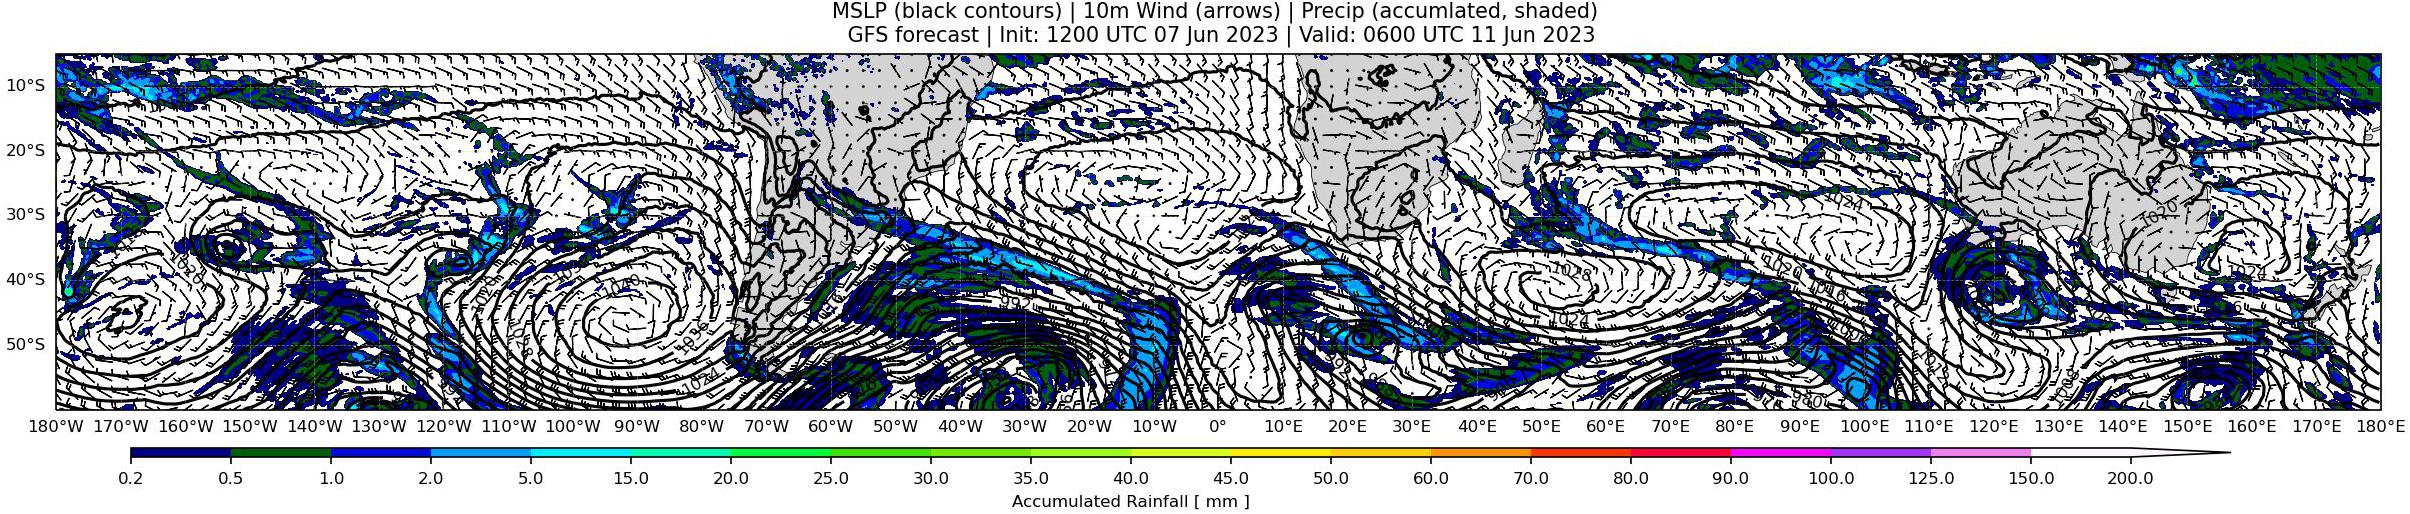 MSLP (black contours) | 10m Wind (arrows) | Precip (accumlated, shaded)
GFS forecast | Init: 1200 UTC 07 Jun 2023 | Valid: 0600 UTC 11 Jun 2023
10°S
20°S
30°S
40°S
50°S
1024
1020
1020
1028
1040
1020
1016
1024
992
1024
1036
1024
180°W 170°W 160°W 150°W 140°W 130°W 120°W 110°W 100°W 90°W 80°W 70°W 60°W 50°W 40°W 30°W 20°W 10°W 0° 10°E 20°E 30°E 40°E 50°E 60°E 70°E 80°E 90°E 100°E 110°E 120°E 130°E 140°E 150°E 160°E 170°E 180°E
0.2 0.5 1.0 2.0 5.0 15.0 20.0 25.0 30.0 35.0 40.0 45.0 50.0 60.0 70.0 80.0 90.0 100.0 125.0 150.0 200.0
Accumulated Rainfall [ mm ]